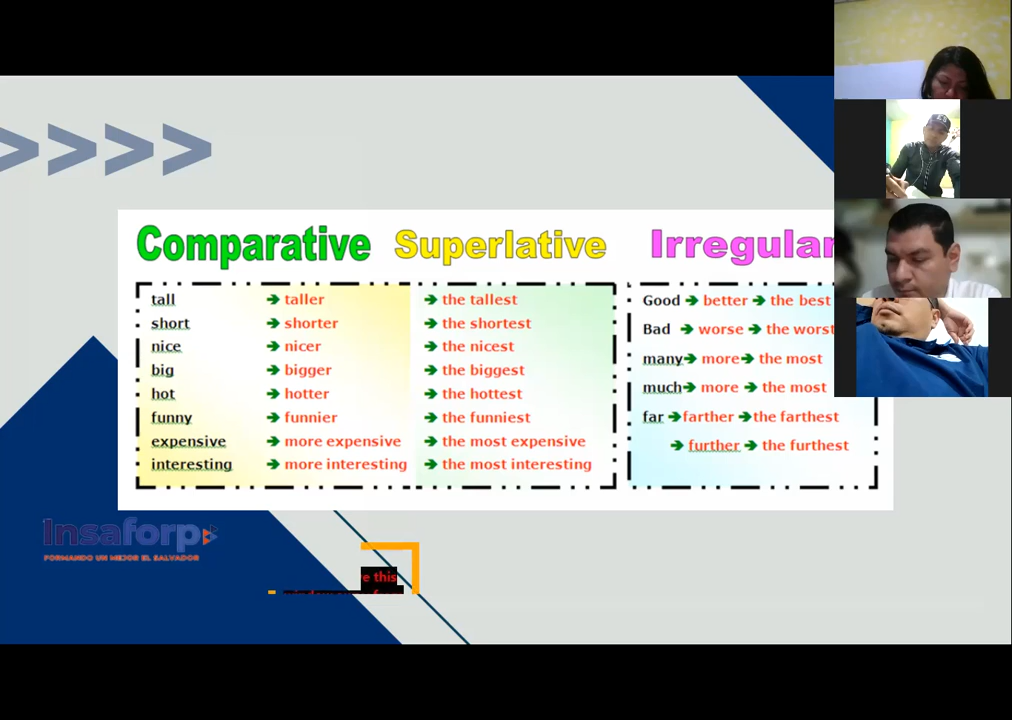 >>>>
Comparative Superlative Irregular
tall ➔ taller ➔ the tallest
short ➔ shorter ➔ the shortest
nice ➔ nicer ➔ the nicest
big ➔ bigger ➔ the biggest
hot ➔ hotter ➔ the hottest
funny ➔ funnier ➔ the funniest
expensive ➔ more expensive ➔ the most expensive
interesting ➔ more interesting ➔ the most interesting
Good ➔ better ➔ the best
Bad ➔ worse ➔ the worst
many ➔ more ➔ the most
much ➔ more ➔ the most
far ➔ farther ➔ the farthest
➔ further ➔ the furthest
Insaforp
FORMANDO UN MEJOR EL SALVADOR
this